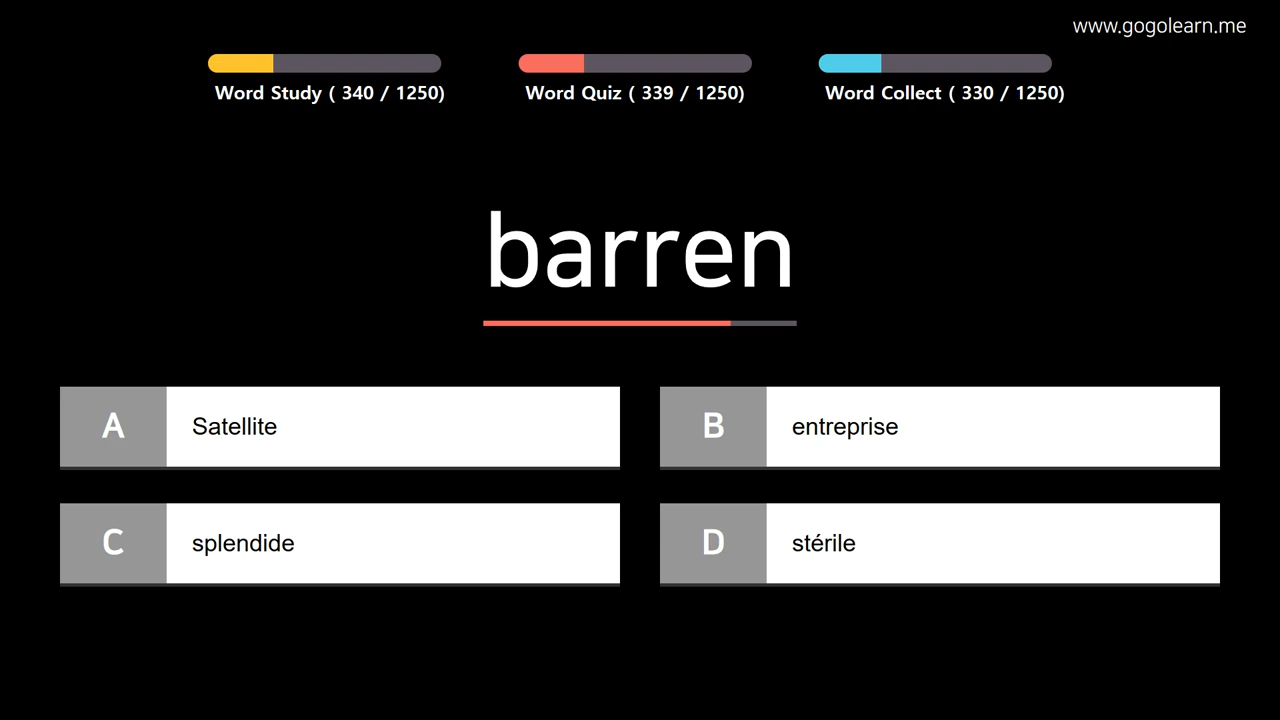 www.gogolearn.me
Word Study ( 340 / 1250)
Word Quiz ( 339 / 1250)
Word Collect ( 330 / 1250)
barren
A
Satellite
B
entreprise
C
splendide
D
stérile